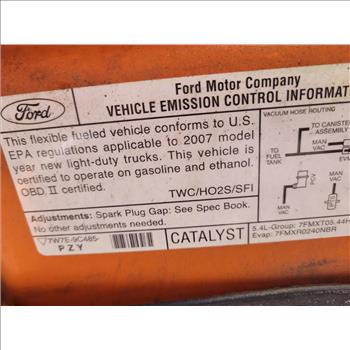 Ford
Ford Motor Company
VEHICLE EMISSION CONTROL INFORMAT
This flexible fueled vehicle conforms to U.S.
EPA regulations applicable to 2007 model
year new light-duty trucks. This vehicle is
certified to operate on gasoline and ethanol.
OBD II certified.
TWC/HO2S/SFI
Adjustments: Spark Plug Gap: See Spec Book.
No other adjustments needed.
7W7E-9C485-
PZY
CATALYST
VACUUM HOSE ROUTING
TO CANISTE
ASSEMBLY
MAN
VAC
TO FUEL
TANK
EVM
PCV
MAN
VAC
MAN
VAC
5.4L-Group: 7FMXT05.44H
Evap: 7FMXR0240NBR